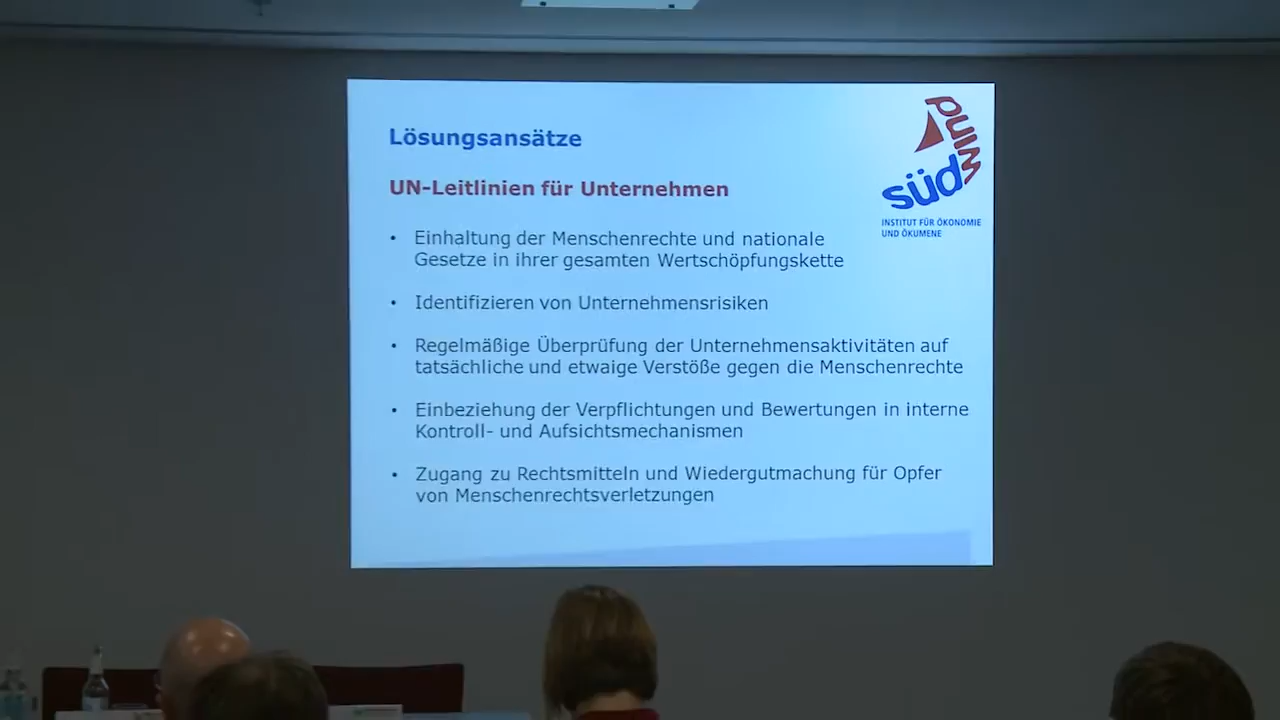 Lösungsansätze
UN-Leitlinien für Unternehmen
• Einhaltung der Menschenrechte und nationale
Gesetze in ihrer gesamten Wertschöpfungskette
• Identifizieren von Unternehmensrisiken
• Regelmäßige Überprüfung der Unternehmensaktivitäten auf
tatsächliche und etwaige Verstöße gegen die Menschenrechte
• Einbeziehung der Verpflichtungen und Bewertungen in interne
Kontroll- und Aufsichtsmechanismen
• Zugang zu Rechtsmitteln und Wiedergutmachung für Opfer
von Menschenrechtsverletzungen
südwind
INSTITUT FÜR ÖKONOMIE
UND ÖKUMENE